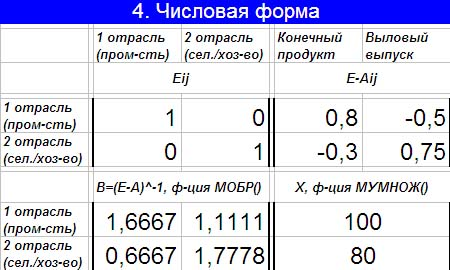 4. Числовая форма
1 отрасль 2 отрасль Конечный Валовый
(пром-сть) (сел./хоз-во) продукт выпуск
Eij E-Aij
1 отрасль
(пром-сть) 1 0 0,8 -0,5
2 отрасль
(сел./хоз-во) 0 1 -0,3 0,75
B=(E-A)^-1, ф-ция МОБР() X, ф-ция МУМНОЖ()
1 отрасль
(пром-сть) 1,6667 1,1111 100
2 отрасль
(сел./хоз-во) 0,6667 1,7778 80